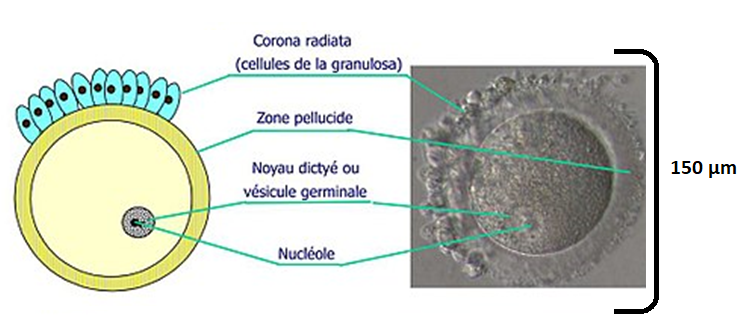 Corona radiata
(cellules de la granulosa)
Zone pellucide
Noyau dictyé ou
vésicule germinale
Nucléole
150 µm